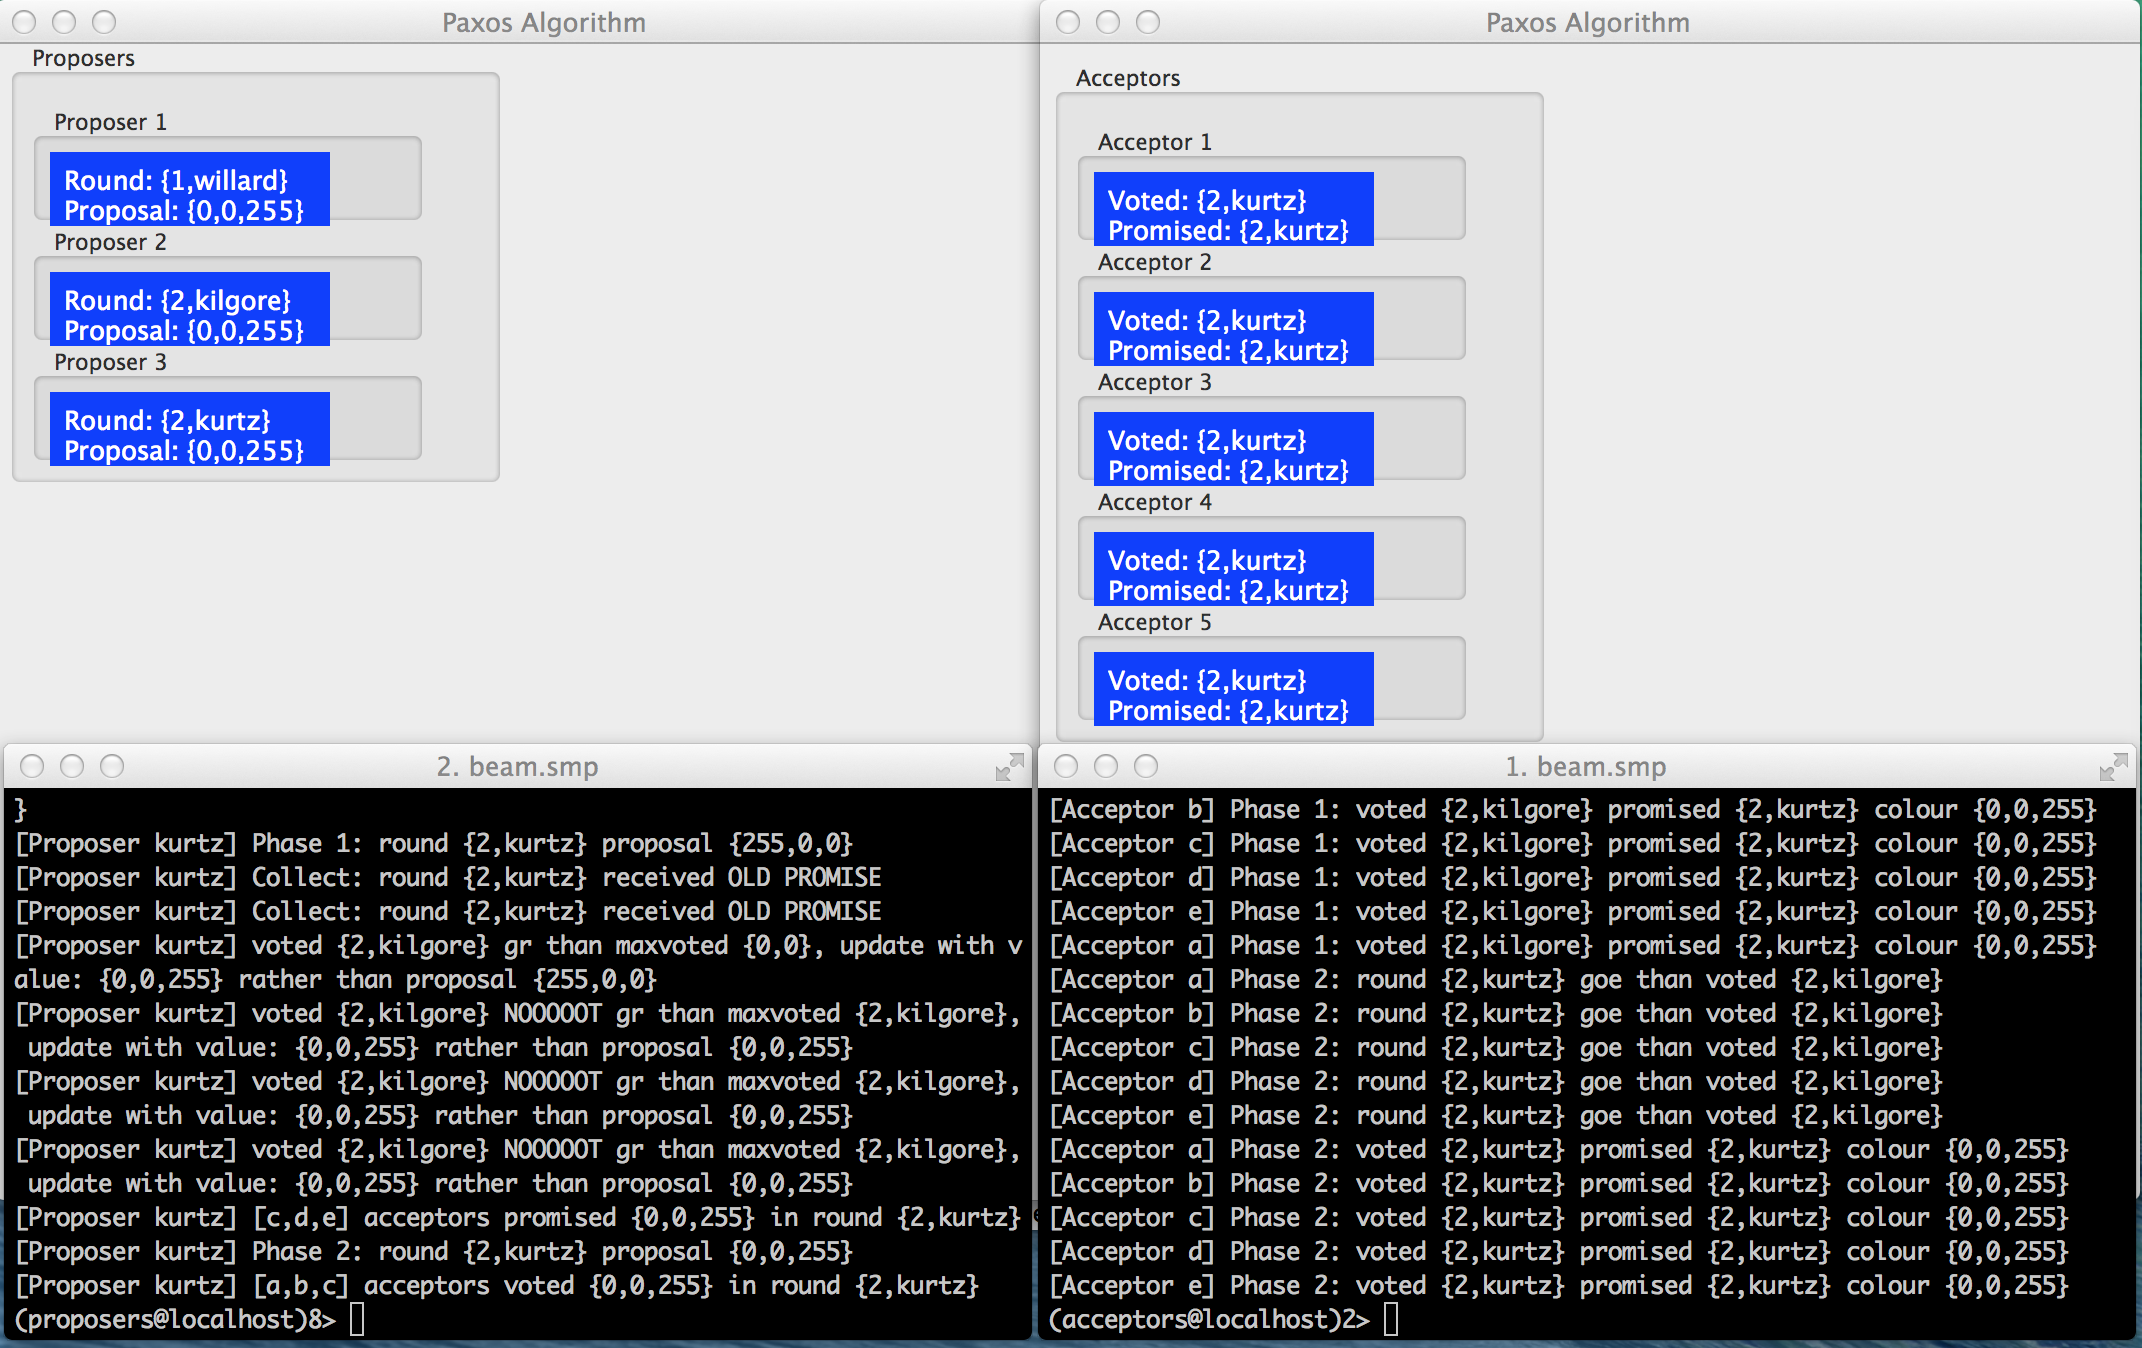 Paxos Algorithm
Proposers
Proposer 1
Round: {1,willard}
Proposal: {0,0,255}
Proposer 2
Round: {2,kilgore}
Proposal: {0,0,255}
Proposer 3
Round: {2,kurtz}
Proposal: {0,0,255}
Paxos Algorithm
Acceptors
Acceptor 1
Voted: {2,kurtz}
Promised: {2,kurtz}
Acceptor 2
Voted: {2,kurtz}
Promised: {2,kurtz}
Acceptor 3
Voted: {2,kurtz}
Promised: {2,kurtz}
Acceptor 4
Voted: {2,kurtz}
Promised: {2,kurtz}
Acceptor 5
Voted: {2,kurtz}
Promised: {2,kurtz}
2. beam.smp
}
[Proposer kurtz] Phase 1: round {2,kurtz} proposal {255,0,0}
[Proposer kurtz] Collect: round {2,kurtz} received OLD PROMISE
[Proposer kurtz] Collect: round {2,kurtz} received OLD PROMISE
[Proposer kurtz] voted {2,kilgore} gr than maxvoted {0,0}, update with v
alue: {0,0,255} rather than proposal {255,0,0}
[Proposer kurtz] voted {2,kilgore} NOOOOOT gr than maxvoted {2,kilgore},
update with value: {0,0,255} rather than proposal {0,0,255}
[Proposer kurtz] voted {2,kilgore} NOOOOOT gr than maxvoted {2,kilgore},
update with value: {0,0,255} rather than proposal {0,0,255}
[Proposer kurtz] voted {2,kilgore} NOOOOOT gr than maxvoted {2,kilgore},
update with value: {0,0,255} rather than proposal {0,0,255}
[Proposer kurtz] [c,d,e] acceptors promised {0,0,255} in round {2,kurtz}
[Proposer kurtz] Phase 2: round {2,kurtz} proposal {0,0,255}
[Proposer kurtz] [a,b,c] acceptors voted {0,0,255} in round {2,kurtz}
(proposers@localhost)8>
1. beam.smp
[Acceptor b] Phase 1: voted {2,kilgore} promised {2,kurtz} colour {0,0,255}
[Acceptor c] Phase 1: voted {2,kilgore} promised {2,kurtz} colour {0,0,255}
[Acceptor d] Phase 1: voted {2,kilgore} promised {2,kurtz} colour {0,0,255}
[Acceptor e] Phase 1: voted {2,kilgore} promised {2,kurtz} colour {0,0,255}
[Acceptor a] Phase 1: voted {2,kilgore} promised {2,kurtz} colour {0,0,255}
[Acceptor a] Phase 2: round {2,kurtz} goe than voted {2,kilgore}
[Acceptor b] Phase 2: round {2,kurtz} goe than voted {2,kilgore}
[Acceptor c] Phase 2: round {2,kurtz} goe than voted {2,kilgore}
[Acceptor d] Phase 2: round {2,kurtz} goe than voted {2,kilgore}
[Acceptor e] Phase 2: round {2,kurtz} goe than voted {2,kilgore}
[Acceptor a] Phase 2: voted {2,kurtz} promised {2,kurtz} colour {0,0,255}
[Acceptor b] Phase 2: voted {2,kurtz} promised {2,kurtz} colour {0,0,255}
[Acceptor c] Phase 2: voted {2,kurtz} promised {2,kurtz} colour {0,0,255}
[Acceptor d] Phase 2: voted {2,kurtz} promised {2,kurtz} colour {0,0,255}
[Acceptor e] Phase 2: voted {2,kurtz} promised {2,kurtz} colour {0,0,255}
(acceptors@localhost)2>